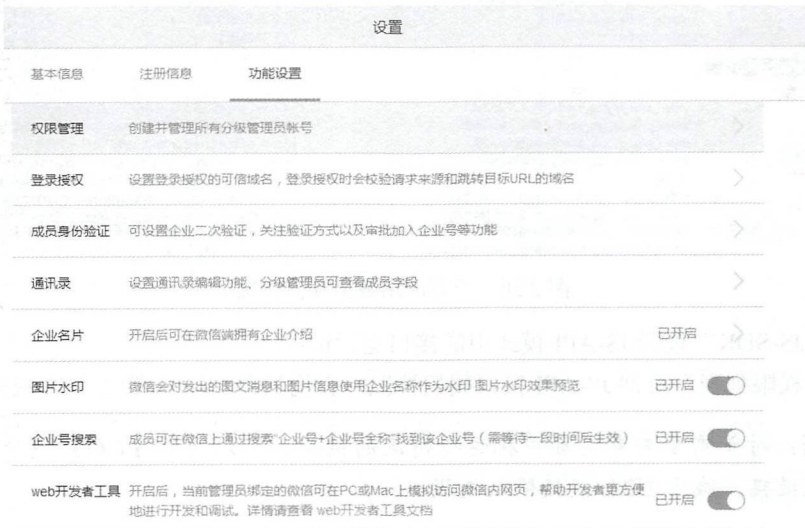 设置
基本信息 注册信息 功能设置
权限管理 创建并管理所有分级管理员帐号
登录授权 设置登录授权的可信域名，登录授权时会校验请求来源和跳转目标URL的域名
成员身份验证 可设置企业二次验证，关注验证方式以及审批加入企业号等功能
通讯录 设置通讯录编辑功能、分级管理员可查看成员字段
企业名片 开启后可在微信端拥有企业介绍 已开启
图片水印 微信会对发出的图文消息和图片信息使用企业名称作为水印 图片水印效果预览 已开启
企业号搜索 成员可在微信上通过搜索“企业号+企业号全称”找到该企业号（需等待一段时间后生效） 已开启
web开发者工具 开启后，当前管理员绑定的微信可在PC或Mac上模拟访问微信内网页，帮助开发者更方便 已开启
地进行开发和调试。详情请查看 web开发者工具文档